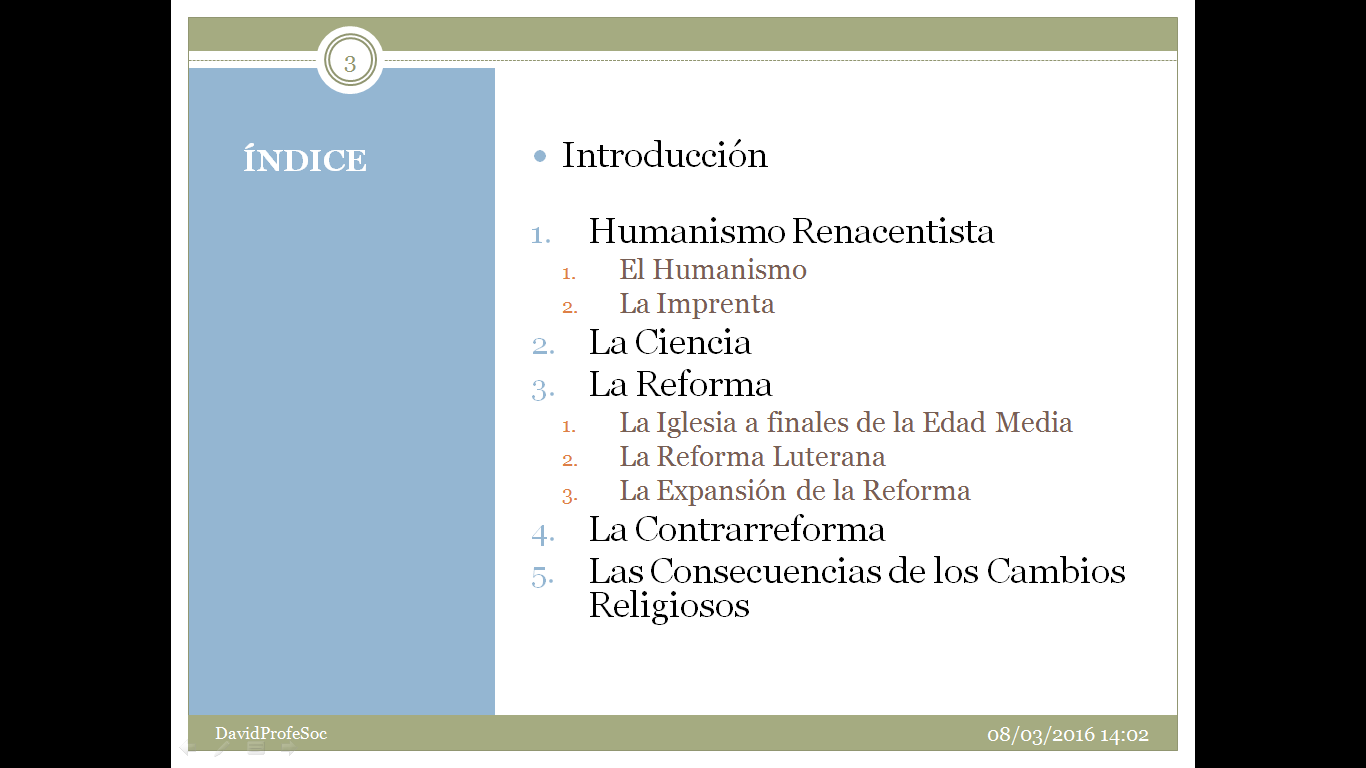 3
ÍNDICE
• Introducción
1. Humanismo Renacentista
1. El Humanismo
2. La Imprenta
2. La Ciencia
3. La Reforma
1. La Iglesia a finales de la Edad Media
2. La Reforma Luterana
3. La Expansión de la Reforma
4. La Contrarreforma
5. Las Consecuencias de los Cambios
Religiosos
DavidProfeSoc
08/03/2016 14:02